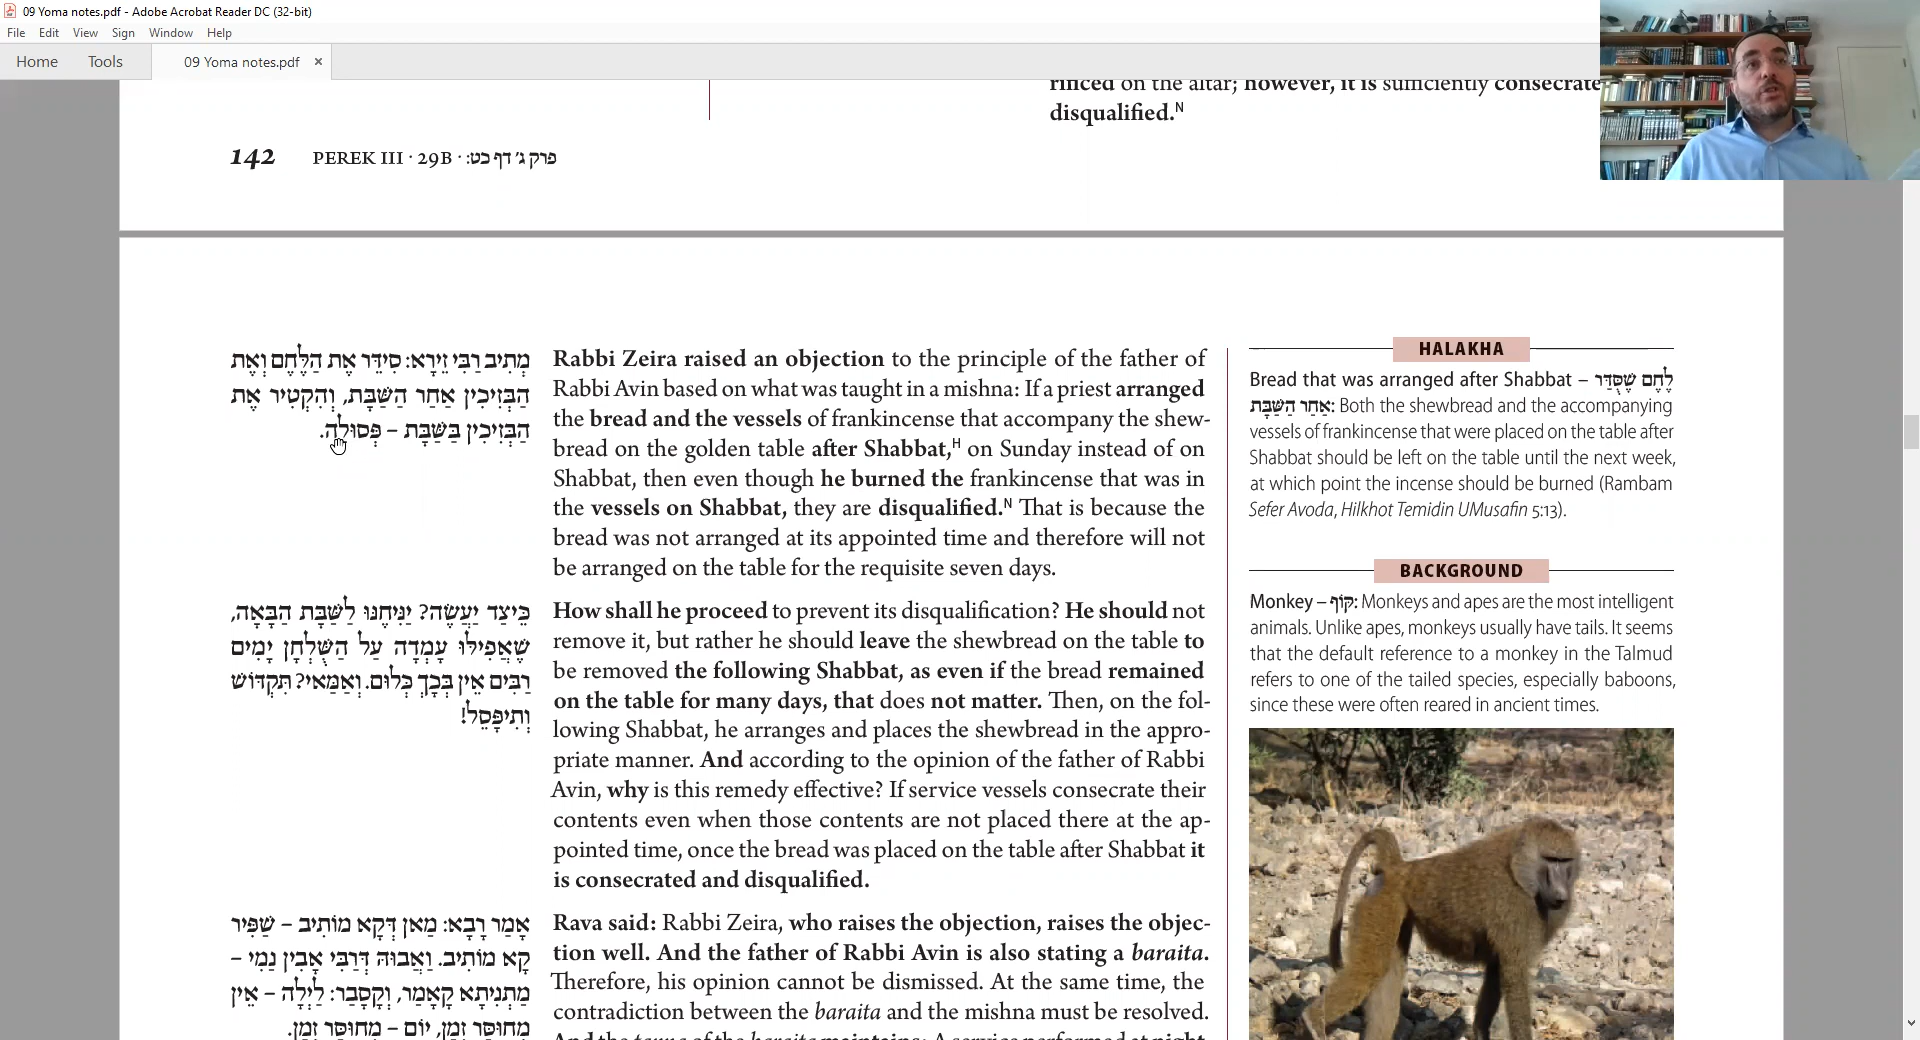 09 Yoma notes.pdf - Adobe Acrobat Reader DC (32-bit)
File Edit View Sign Window Help
Home Tools 09 Yoma notes.pdf ×
rificed on the altar; however, it is sufficiently consecrate
disqualified.N
142 PEREK III · 29B · פרק ג׳ דף כט:
מְתִיב רַבִּי זֵירָא: סִידֵּר אֶת הַלֶּחֶם וְאֶת
הַבָּזִיכִין אַחַר הַשַּׁבָּת, וְהִקְטִיר אֶת
הַבָּזִיכִין בַּשַּׁבָּת – פְּסוּלָה.
כֵּיצַד יַעֲשֶׂה? יַנִּיחֶנּוּ לַשַּׁבָּת הַבָּאָה,
שֶׁאֲפִילּוּ עָמְדָה עַל הַשֻּׁלְחָן יָמִים
רַבִּים אֵין בְּכָךְ כְּלוּם. וְאַמַּאי? תִּקְדּוֹשׁ
וְתִיפָּסֵל!
אָמַר רָבָא: מַאן דְּקָא מוֹתִיב – שַׁפִּיר
קָא מוֹתִיב. וַאֲבוּהּ דְּרַבִּי אָבִין נַמִי –
מַתְנִיתָא קָאָמַר, וְקָסָבַר: לַיְלָה – אֵין
מְחוּסַּר זְמַן, יוֹם – מְחוּסַּר זְמַן.
Rabbi Zeira raised an objection to the principle of the father of
Rabbi Avin based on what was taught in a mishna: If a priest arranged
the bread and the vessels of frankincense that accompany the shew-
bread on the golden table after Shabbat,H on Sunday instead of on
Shabbat, then even though he burned the frankincense that was in
the vessels on Shabbat, they are disqualified.N That is because the
bread was not arranged at its appointed time and therefore will not
be arranged on the table for the requisite seven days.
How shall he proceed to prevent its disqualification? He should not
remove it, but rather he should leave the shewbread on the table to
be removed the following Shabbat, as even if the bread remained
on the table for many days, that does not matter. Then, on the fol-
lowing Shabbat, he arranges and places the shewbread in the appro-
priate manner. And according to the opinion of the father of Rabbi
Avin, why is this remedy effective? If service vessels consecrate their
contents even when those contents are not placed there at the ap-
pointed time, once the bread was placed on the table after Shabbat it
is consecrated and disqualified.
Rava said: Rabbi Zeira, who raises the objection, raises the objec-
tion well. And the father of Rabbi Avin is also stating a baraita.
Therefore, his opinion cannot be dismissed. At the same time, the
contradiction between the baraita and the mishna must be resolved.
And the tanna of the baraita maintains: A service performed at night
HALAKHA
Bread that was arranged after Shabbat – לֶחֶם שֶׁסֻּדַּר
אַחַר הַשַּׁבָּת: Both the shewbread and the accompanying
vessels of frankincense that were placed on the table after
Shabbat should be left on the table until the next week,
at which point the incense should be burned (Rambam
Sefer Avoda, Hilkhot Temidin UMusafin 5:13).
BACKGROUND
Monkey – קוֹף: Monkeys and apes are the most intelligent
animals. Unlike apes, monkeys usually have tails. It seems
that the default reference to a monkey in the Talmud
refers to one of the tailed species, especially baboons,
since these were often reared in ancient times.